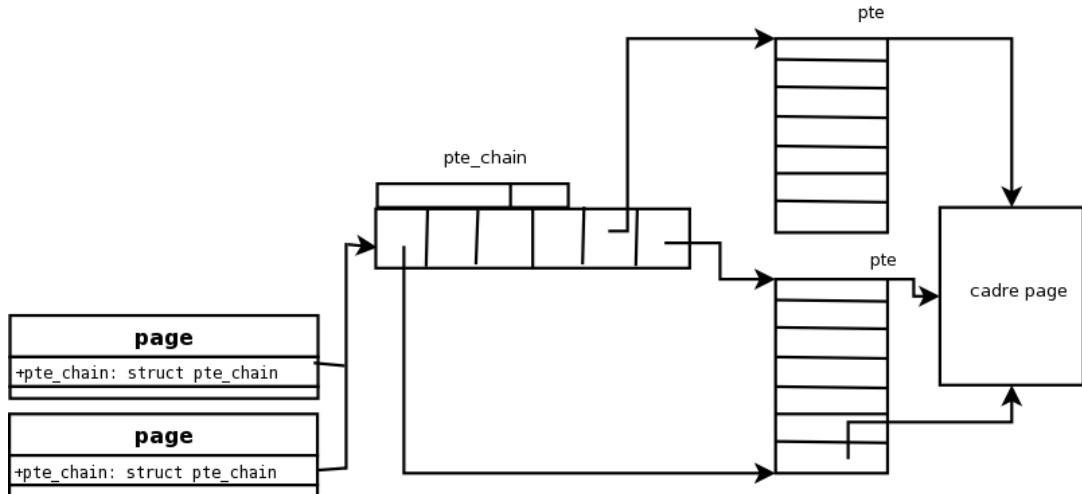 pte
pte_chain
pte
cadre page
page
+pte_chain: struct pte_chain
page
+pte_chain: struct pte_chain